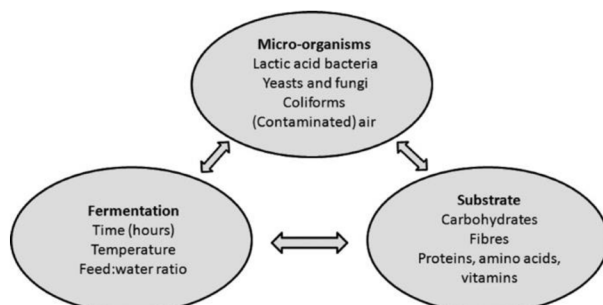 Micro-organisms
Lactic acid bacteria
Yeasts and fungi
Coliforms
(Contaminated) air
Fermentation
Time (hours)
Temperature
Feed:water ratio
Substrate
Carbohydrates
Fibres
Proteins, amino acids,
vitamins